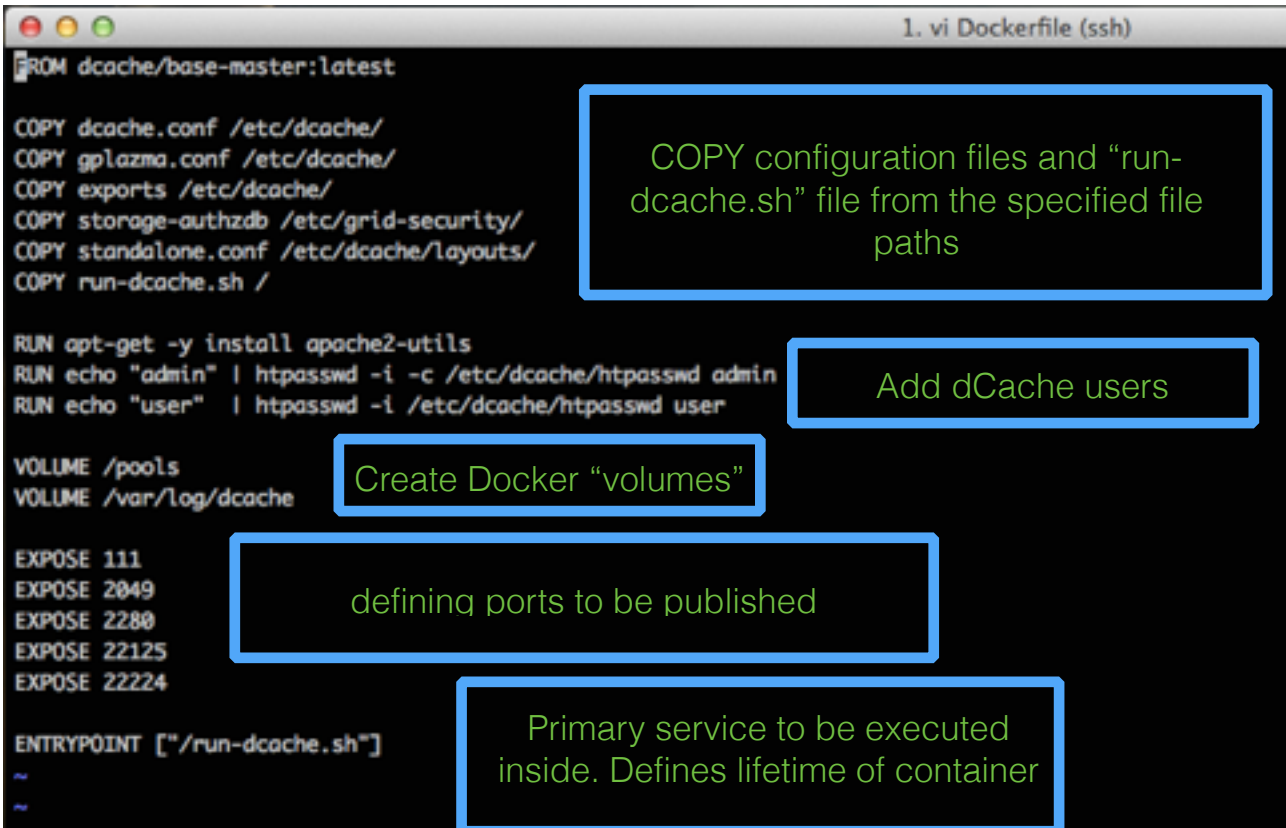 1. vi Dockerfile (ssh)
FROM dcache/base-master:latest
COPY dcache.conf /etc/dcache/
COPY gplazma.conf /etc/dcache/
COPY exports /etc/dcache/
COPY storage-authzdb /etc/grid-security/
COPY standalone.conf /etc/dcache/layouts/
COPY run-dcache.sh /
COPY configuration files and “run-
dcache.sh” file from the specified file
paths
RUN apt-get -y install apache2-utils
RUN echo "admin" | htpasswd -i -c /etc/dcache/htpasswd admin
RUN echo "user"  | htpasswd -i /etc/dcache/htpasswd user
Add dCache users
VOLUME /pools
VOLUME /var/log/dcache
Create Docker “volumes”
EXPOSE 111
EXPOSE 2049
EXPOSE 2280
EXPOSE 22125
EXPOSE 22224
defining ports to be published
ENTRYPOINT ["/run-dcache.sh"]
~
~
Primary service to be executed
inside. Defines lifetime of container